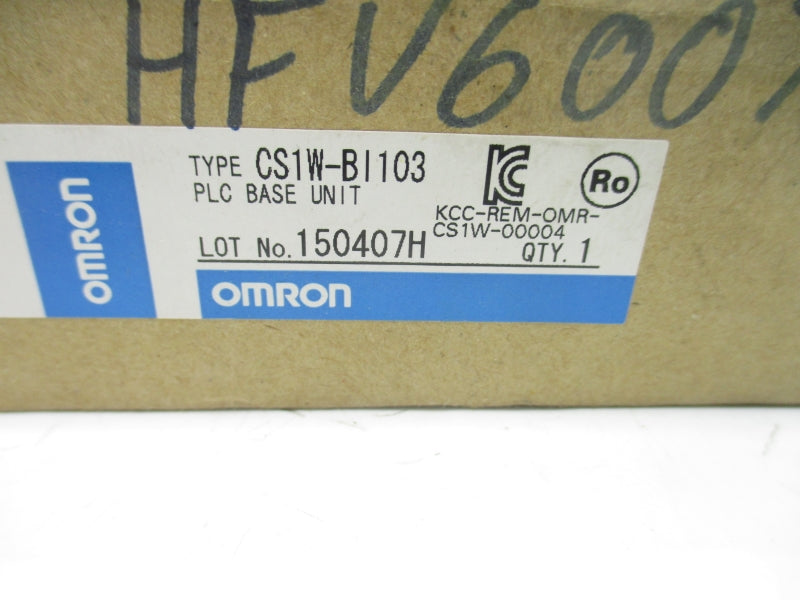 HFV600
OMRON
TYPE CS1W-BI103
PLC BASE UNIT
KCC-REM-OMR-
CS1W-00004
LOT No. 150407H
QTY. 1
Ro
OMRON